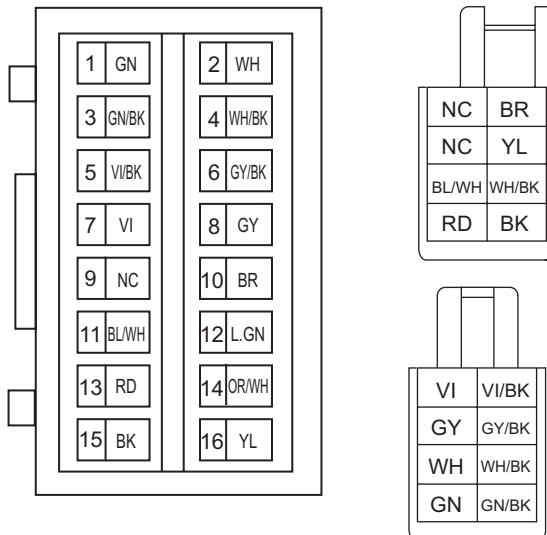 1 GN 2 WH
3 GN/BK 4 WH/BK
5 VI/BK 6 GY/BK
7 VI 8 GY
9 NC 10 BR
11 BL/WH 12 L.GN
13 RD 14 OR/WH
15 BK 16 YL
NC BR
NC YL
BL/WH WH/BK
RD BK
VI VI/BK
GY GY/BK
WH WH/BK
GN GN/BK